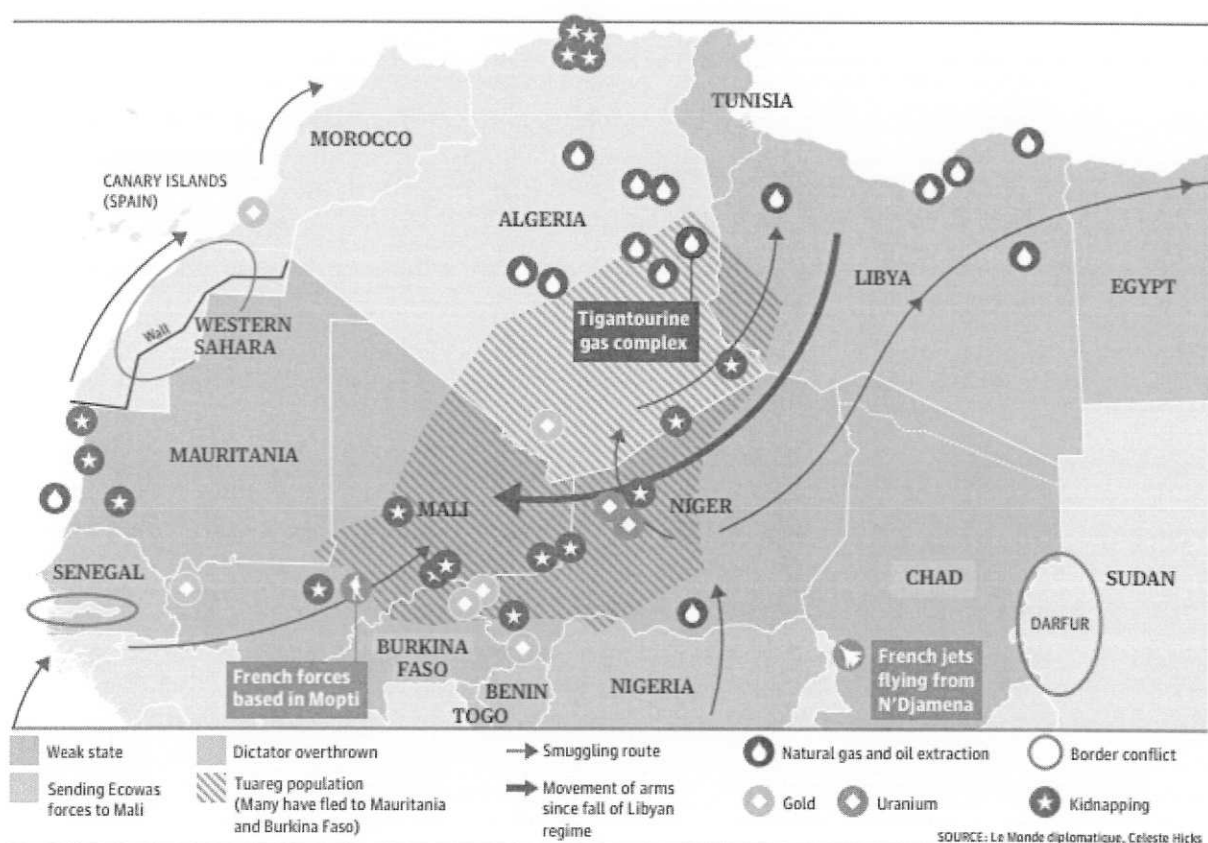 TUNISIA
MOROCCO
CANARY ISLANDS
(SPAIN)
ALGERIA
LIBYA
EGYPT
Tigantourine
gas complex
Wall
WESTERN
SAHARA
MAURITANIA
MALI
NIGER
SENEGAL
CHAD
SUDAN
DARFUR
BURKINA
FASO
French forces
based in Mopti
BENIN
TOGO
NIGERIA
French jets
flying from
N'Djamena
Weak state
Sending Ecowas
forces to Mali
Dictator overthrown
Tuareg population
(Many have fled to Mauritania
and Burkina Faso)
Smuggling route
Movement of arms
since fall of Libyan
regime
Natural gas and oil extraction
Gold
Uranium
Border conflict
Kidnapping
SOURCE: Le Monde diplomatique, Celeste Hicks